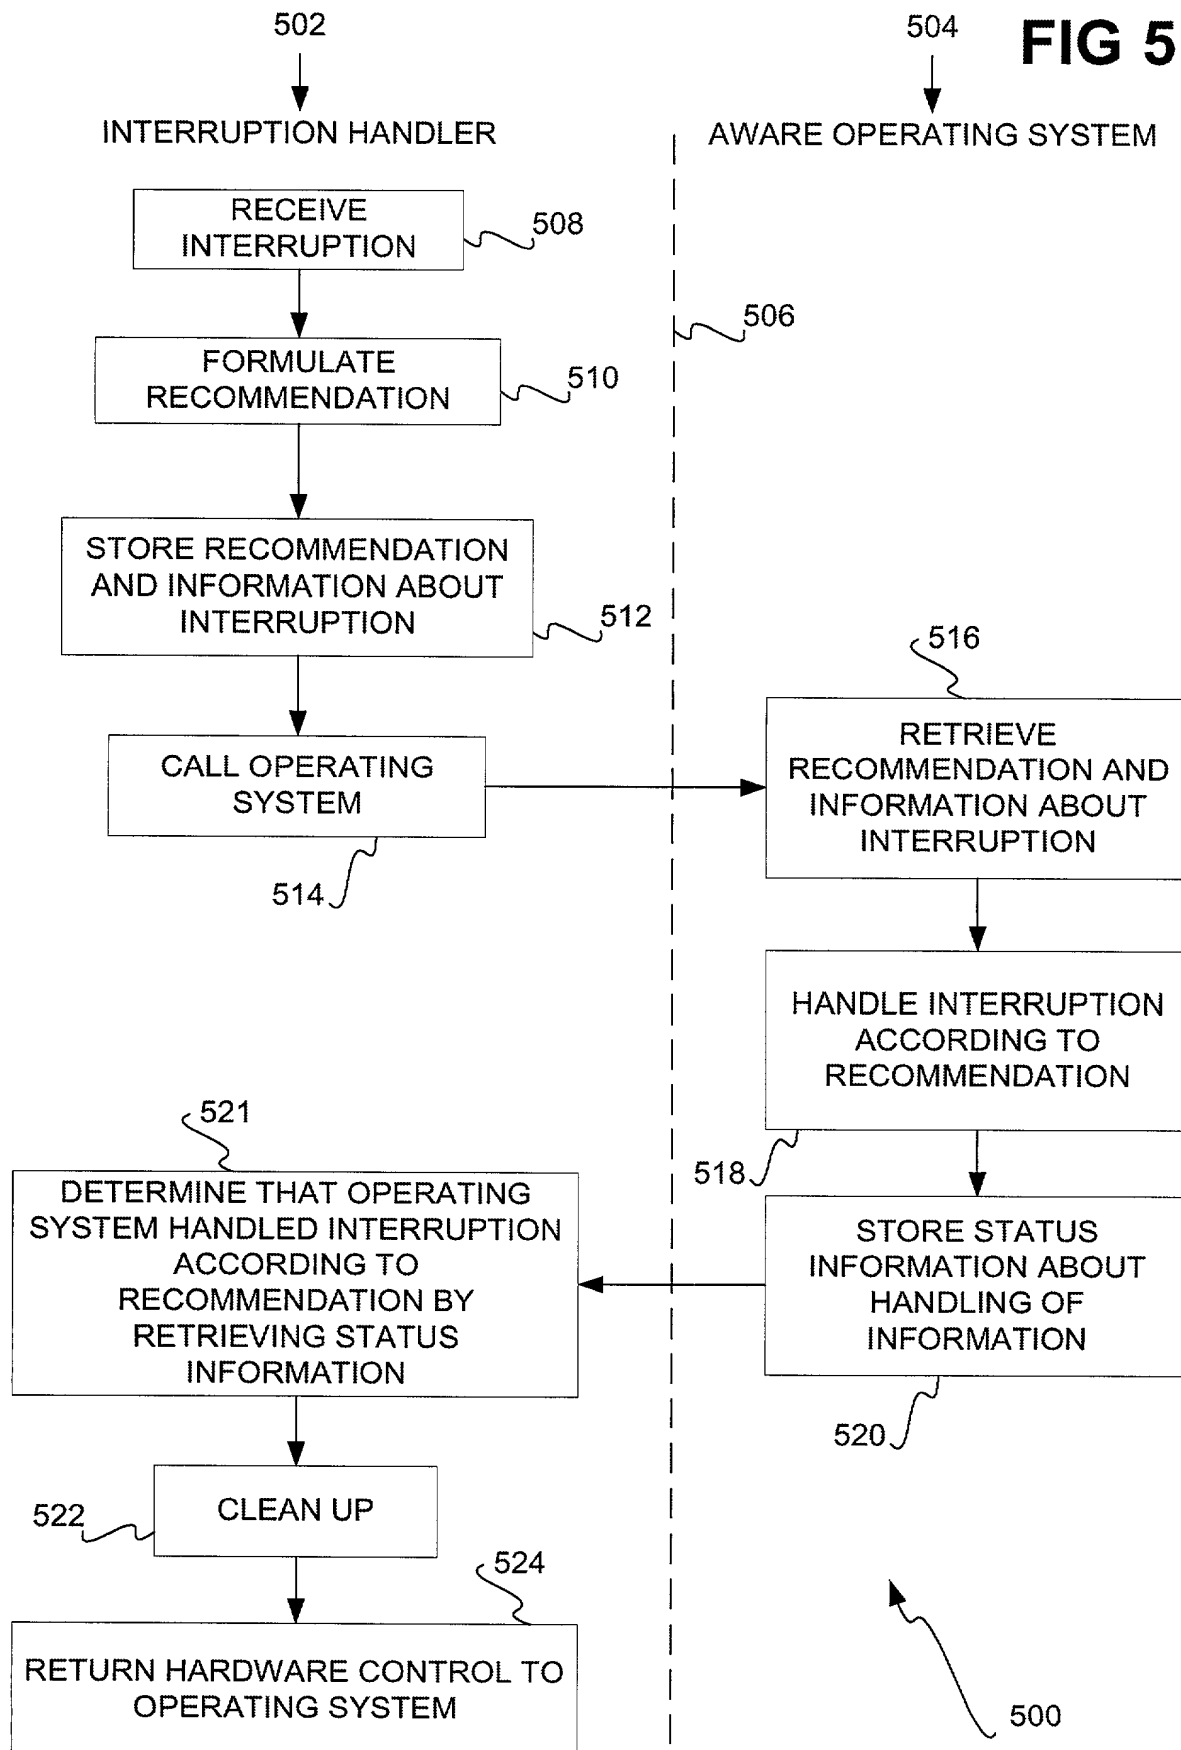 502
504
FIG 5
INTERRUPTION HANDLER
AWARE OPERATING SYSTEM
RECEIVE
INTERRUPTION
508
506
FORMULATE
RECOMMENDATION
510
STORE RECOMMENDATION
AND INFORMATION ABOUT
INTERRUPTION
512
516
CALL OPERATING
SYSTEM
514
RETRIEVE
RECOMMENDATION AND
INFORMATION ABOUT
INTERRUPTION
HANDLE INTERRUPTION
ACCORDING TO
RECOMMENDATION
518
521
DETERMINE THAT OPERATING
SYSTEM HANDLED INTERRUPTION
ACCORDING TO
RECOMMENDATION BY
RETRIEVING STATUS
INFORMATION
STORE STATUS
INFORMATION ABOUT
HANDLING OF
INFORMATION
520
CLEAN UP
522
524
RETURN HARDWARE CONTROL TO
OPERATING SYSTEM
500